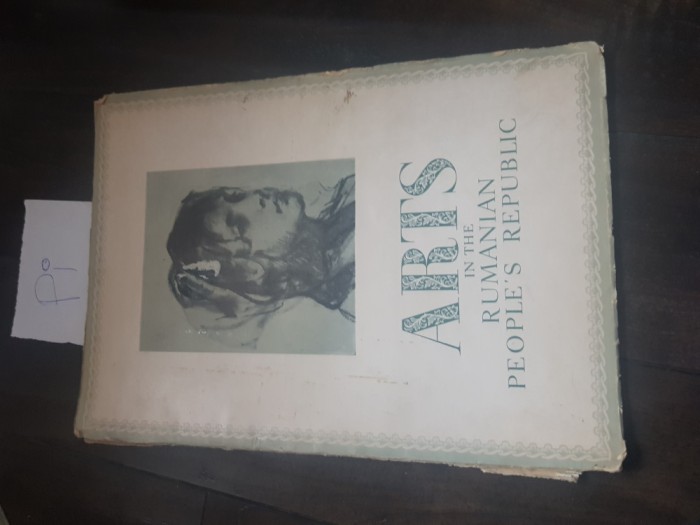 ARTS
IN THE
RUMANIAN
PEOPLE'S REPUBLIC